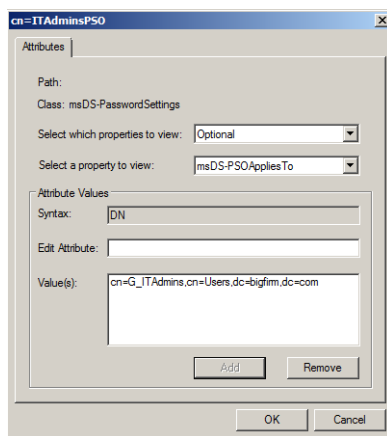 cn=ITAdminsPSO
Attributes
Path:
Class: msDS-PasswordSettings
Select which properties to view: Optional
Select a property to view: msDS-PSOAppliesTo
Attribute Values
Syntax: DN
Edit Attribute:
Value(s): cn=G_ITAdmins,cn=Users,dc=bigfirm,dc=com
Add Remove
OK Cancel